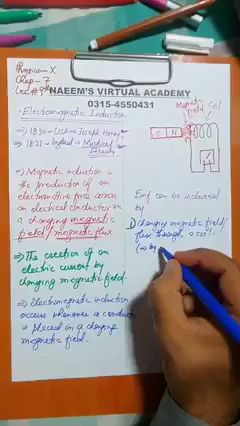 Physics - X
Chap - 7
Lec #
NAEEM'S VIRTUAL ACADEMY
0315-4550431
Electromagnetic Induction
⇒ 1830 - USA → Joseph Henry
⇒ 1831 → England → Michael
Faraday
⇒ Magnetic induction is
the production of an
electromotive force across
an electrical conductor in
a changing magnetic
field/magnetic flux
⇒ The creation of an
electric current by
changing magnetic field.
⇒ Electromagnetic induction
occurs whenever a conductor
is placed in a changing
magnetic field.
Magnetic
field
Coil
S N
Emf can be induced
by
1) changing magnetic field/
flux through a coil.
(⇒ by